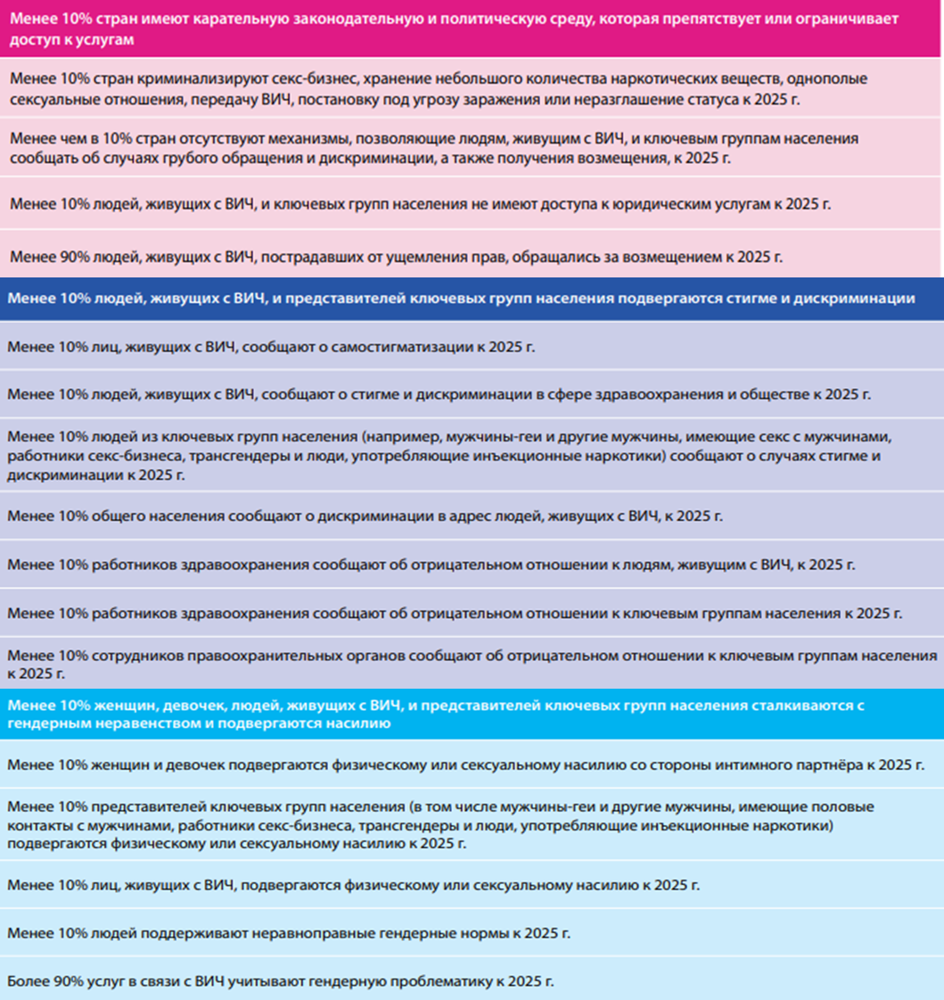 Менее 10% стран имеют карательную законодательную и политическую среду, которая препятствует или ограничивает
доступ к услугам
Менее 10% стран криминализируют секс-бизнес, хранение небольшого количества наркотических веществ, однополые
сексуальные отношения, передачу ВИЧ, постановку под угрозу заражения или неразглашение статуса к 2025 г.
Менее чем в 10% стран отсутствуют механизмы, позволяющие людям, живущим с ВИЧ, и ключевым группам населения
сообщать об случаях грубого обращения и дискриминации, а также получения возмещения, к 2025 г.
Менее 10% людей, живущих с ВИЧ, и ключевых групп населения не имеют доступа к юридическим услугам к 2025 г.
Менее 90% людей, живущих с ВИЧ, пострадавших от ущемления прав, обращались за возмещением к 2025 г.
Менее 10% людей, живущих с ВИЧ, и представителей ключевых групп населения подвергаются стигме и дискриминации
Менее 10% лиц, живущих с ВИЧ, сообщают о самостигматизации к 2025 г.
Менее 10% людей, живущих с ВИЧ, сообщают о стигме и дискриминации в сфере здравоохранения и обществе к 2025 г.
Менее 10% людей из ключевых групп населения (например, мужчины-геи и другие мужчины, имеющие секс с мужчинами,
работники секс-бизнеса, трансгендеры и люди, употребляющие инъекционные наркотики) сообщают о случаях стигме и
дискриминации к 2025 г.
Менее 10% общего населения сообщают о дискриминации в адрес людей, живущих с ВИЧ, к 2025 г.
Менее 10% работников здравоохранения сообщают об отрицательном отношении к людям, живущим с ВИЧ, к 2025 г.
Менее 10% работников здравоохранения сообщают об отрицательном отношении к ключевым группам населения к 2025 г.
Менее 10% сотрудников правоохранительных органов сообщают об отрицательном отношении к ключевым группам населения
к 2025 г.
Менее 10% женщин, девочек, людей, живущих с ВИЧ, и представителей ключевых групп населения сталкиваются с
гендерным неравенством и подвергаются насилию
Менее 10% женщин и девочек подвергаются физическому или сексуальному насилию со стороны интимного партнёра к 2025 г.
Менее 10% представителей ключевых групп населения (в том числе мужчины-геи и другие мужчины, имеющие половые
контакты с мужчинами, работники секс-бизнеса, трансгендеры и люди, употребляющие инъекционные наркотики)
подвергаются физическому или сексуальному насилию к 2025 г.
Менее 10% лиц, живущих с ВИЧ, подвергаются физическому или сексуальному насилию к 2025 г.
Менее 10% людей поддерживают неравноправные гендерные нормы к 2025 г.
Более 90% услуг в связи с ВИЧ учитывают гендерную проблематику к 2025 г.